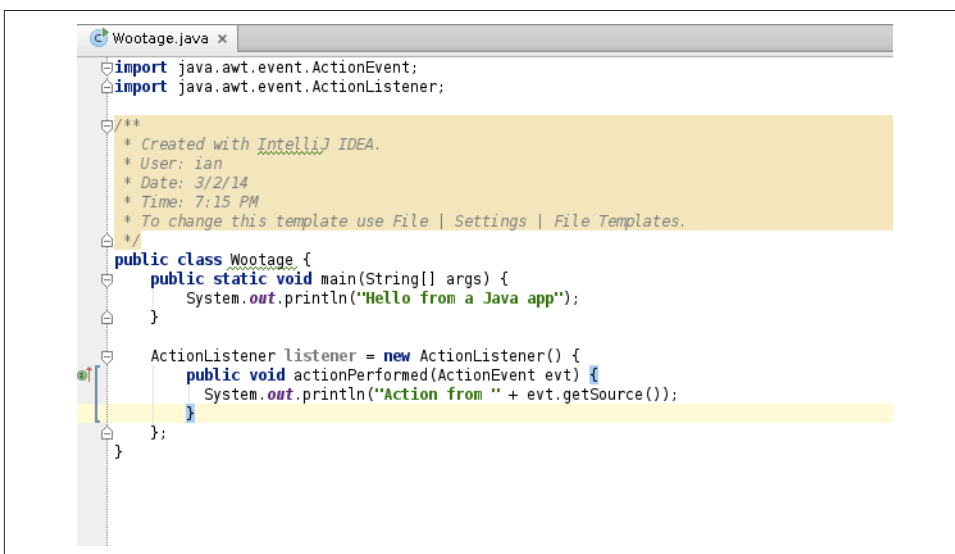 Wootage.java ×
import java.awt.event.ActionEvent;
import java.awt.event.ActionListener;
/**
 * Created with IntelliJ IDEA.
 * User: ian
 * Date: 3/2/14
 * Time: 7:15 PM
 * To change this template use File | Settings | File Templates.
 */
public class Wootage {
    public static void main(String[] args) {
        System.out.println("Hello from a Java app");
    }
    ActionListener listener = new ActionListener() {
        public void actionPerformed(ActionEvent evt) {
          System.out.println("Action from " + evt.getSource());
        }
    };
}